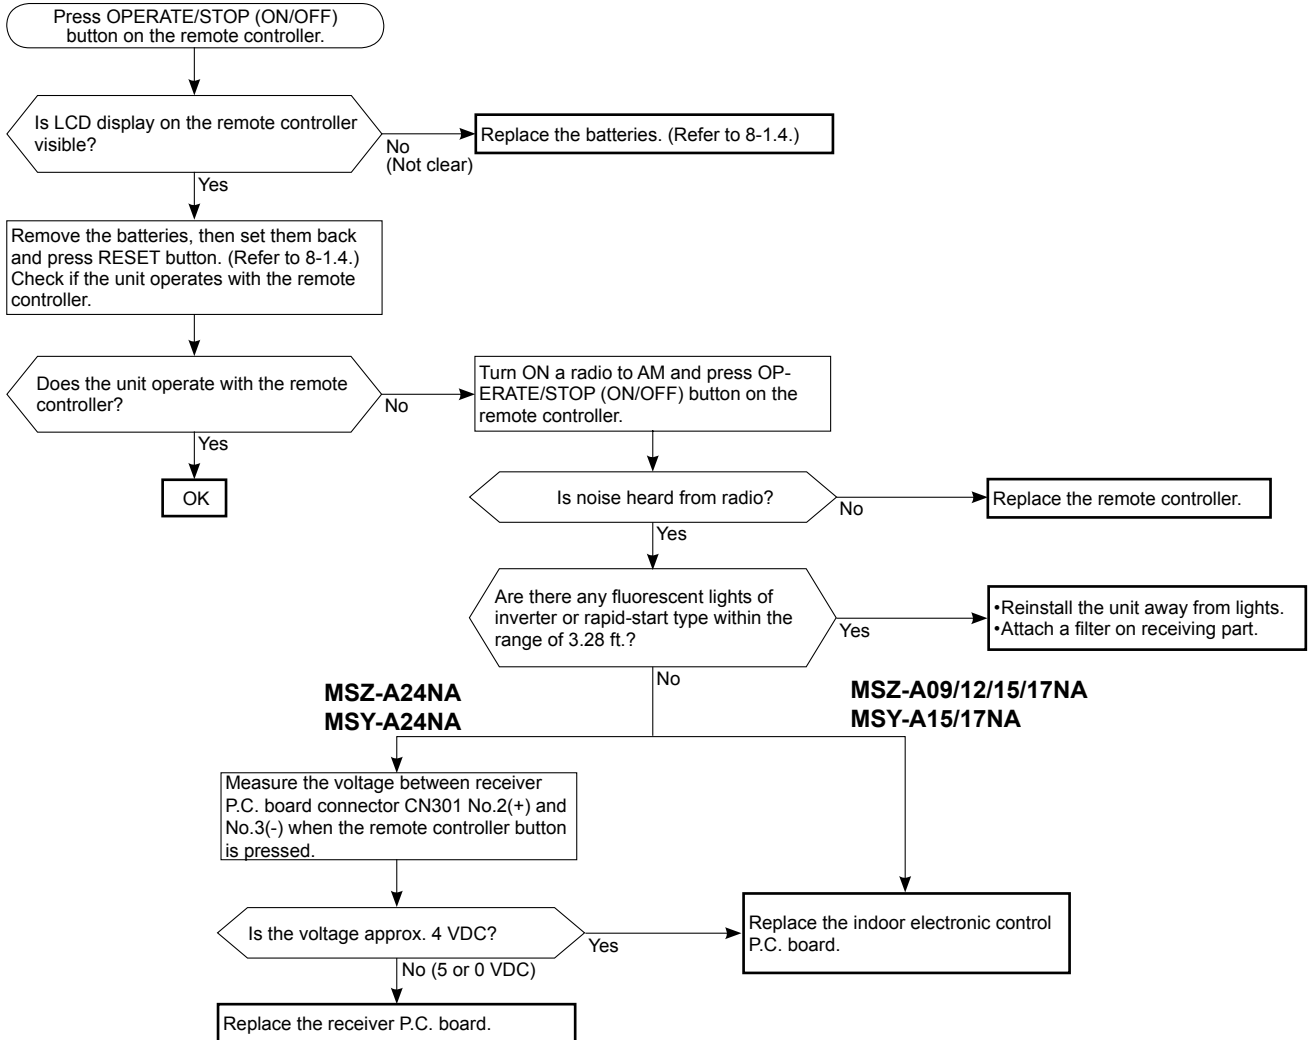 Press OPERATE/STOP (ON/OFF)
button on the remote controller.
Is LCD display on the remote controller
visible?
No
(Not clear)
Replace the batteries. (Refer to 8-1.4.)
Yes
Remove the batteries, then set them back
and press RESET button. (Refer to 8-1.4.)
Check if the unit operates with the remote
controller.
Does the unit operate with the remote
controller?
No
Turn ON a radio to AM and press OP-
ERATE/STOP (ON/OFF) button on the
remote controller.
Yes
OK
Is noise heard from radio?
No
Replace the remote controller.
Yes
Are there any fluorescent lights of
inverter or rapid-start type within the
range of 3.28 ft.?
Yes
•Reinstall the unit away from lights.
•Attach a filter on receiving part.
No
MSZ-A24NA
MSY-A24NA
MSZ-A09/12/15/17NA
MSY-A15/17NA
Measure the voltage between receiver
P.C. board connector CN301 No.2(+) and
No.3(-) when the remote controller button
is pressed.
Is the voltage approx. 4 VDC?
Yes
Replace the indoor electronic control
P.C. board.
No (5 or 0 VDC)
Replace the receiver P.C. board.